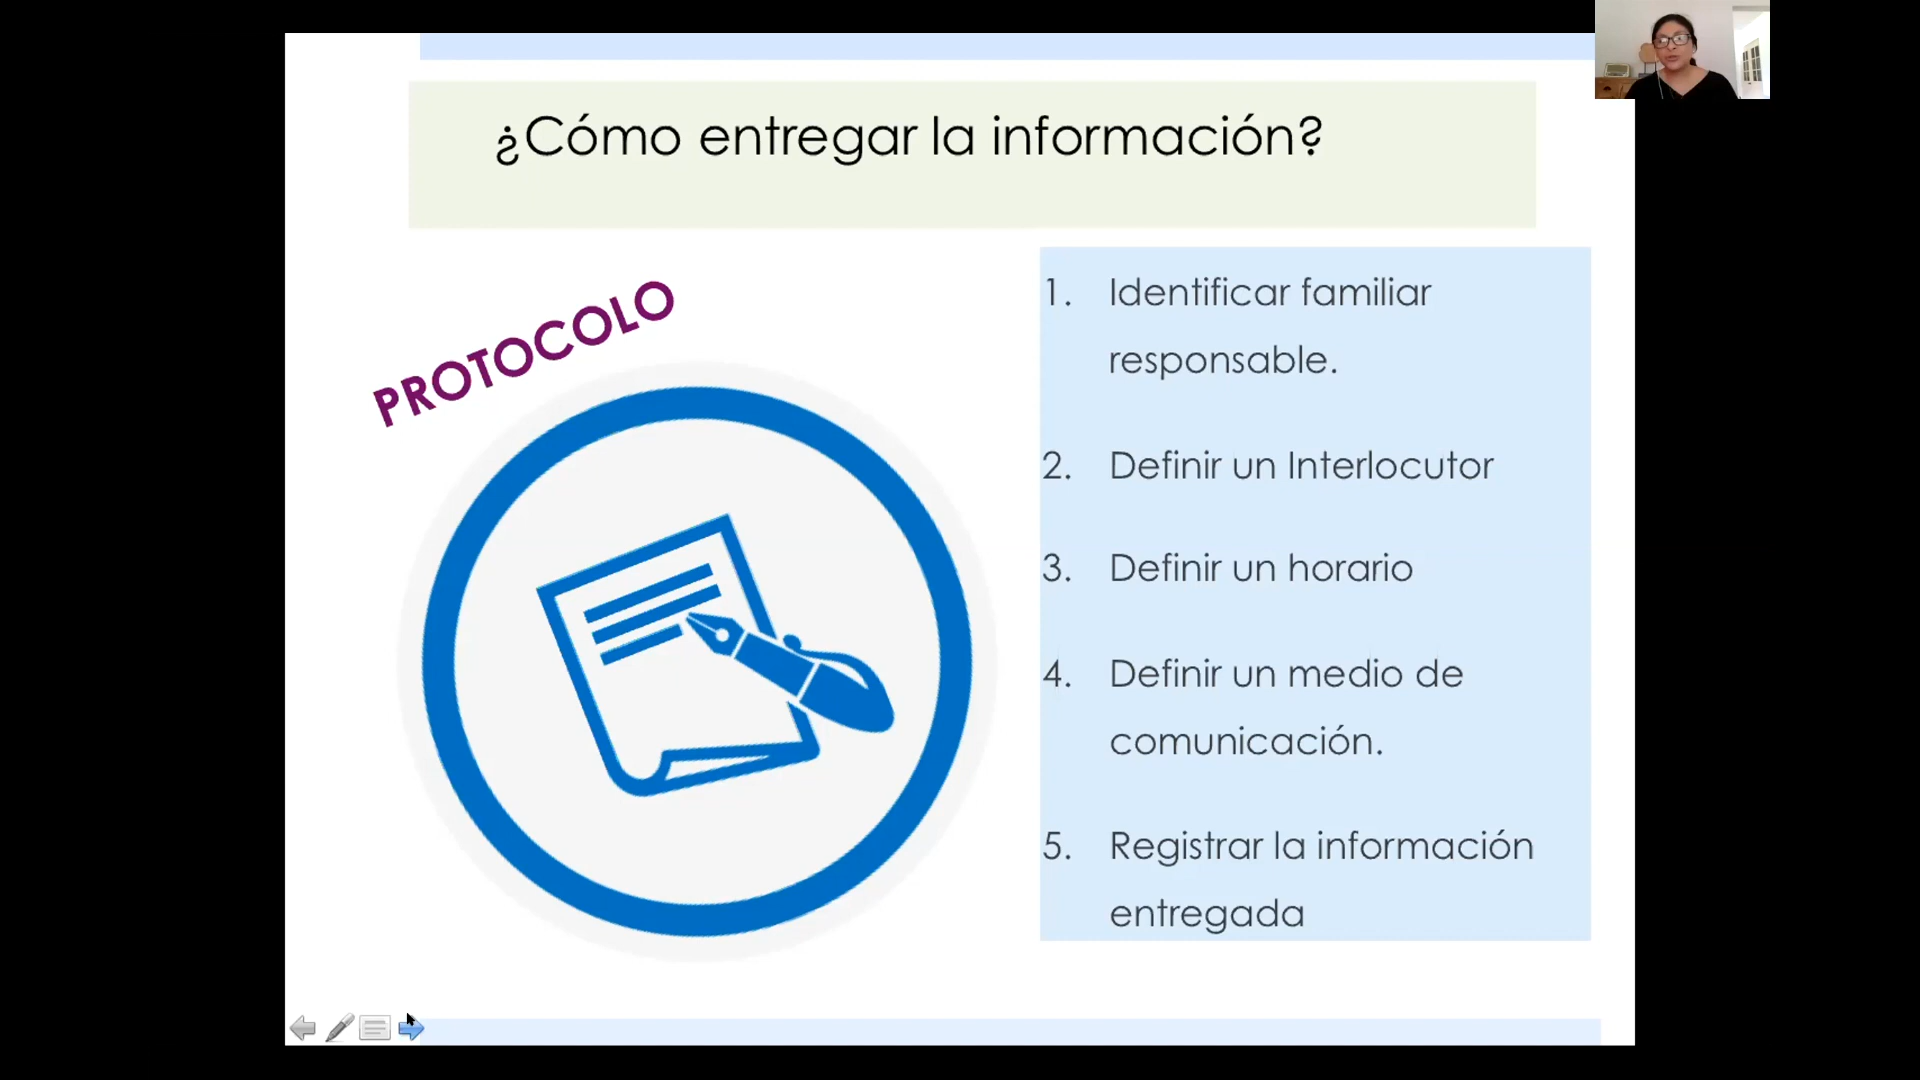 ¿Cómo entregar la información?
PROTOCOLO
1. Identificar familiar
responsable.
2. Definir un Interlocutor
3. Definir un horario
4. Definir un medio de
comunicación.
5. Registrar la información
entregada